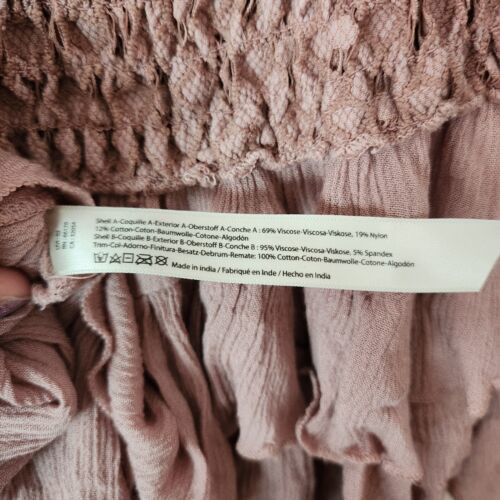 Shell A-Coquille A-Exterior A-Oberstoff A-Conche A : 69% Viscose-Viscosa-Viskose, 19% Nylon
12% Cotton-Coton-Baumwolle-Cotone-Algodón
Shell B-Coquille B-Exterior B-Oberstoff B-Conche B : 95% Viscose-Viscosa-Viskose, 5% Spandex
Trim-Col-Adorno-Finitura-Besatz-Debrum-Remate: 100% Cotton-Coton-Baumwolle-Cotone-Algodón
Made in india / Fabriqué en Inde / Hecho en India